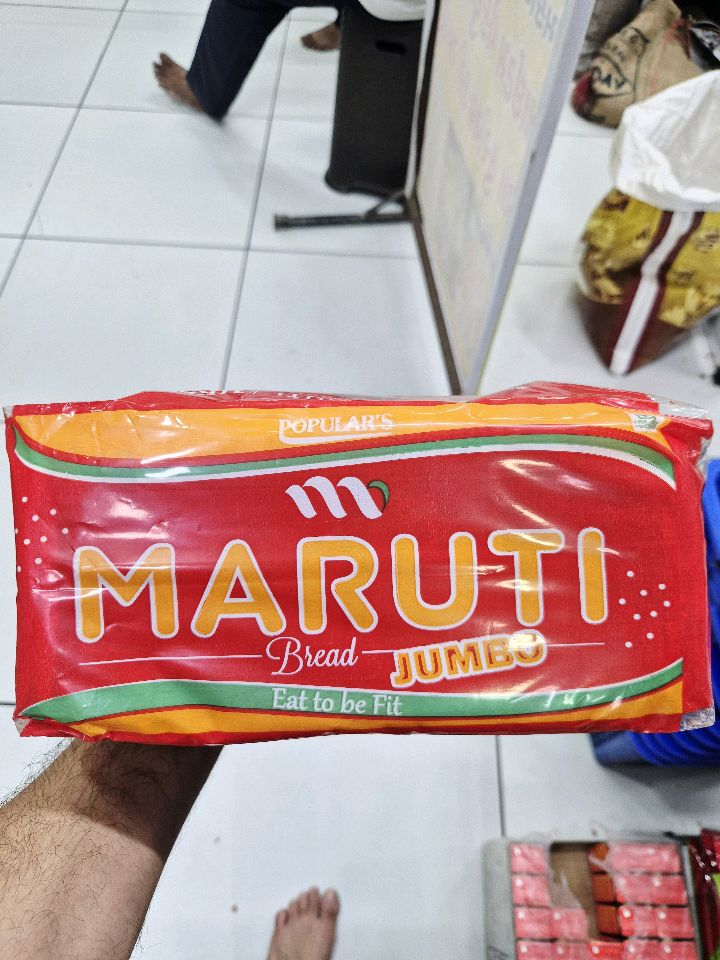 POPULAR'S
MARUTI
Bread JUMBO
Eat to be Fit